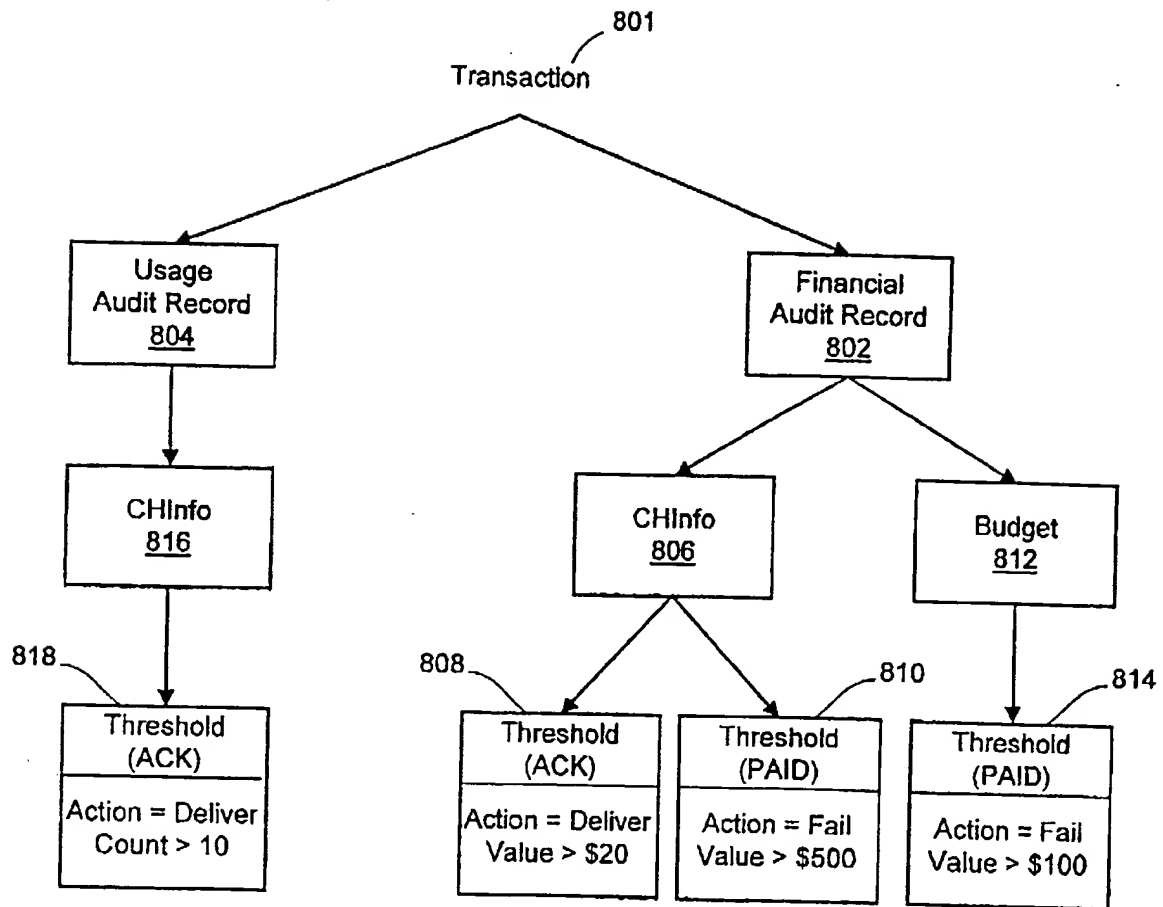 801
Transaction
Usage
Audit Record
804
Financial
Audit Record
802
CHInfo
816
CHInfo
806
Budget
812
818
808
810
814
Threshold
(ACK)
Action = Deliver
Count > 10
Threshold
(ACK)
Action = Deliver
Value > $20
Threshold
(PAID)
Action = Fail
Value > $500
Threshold
(PAID)
Action = Fail
Value > $100